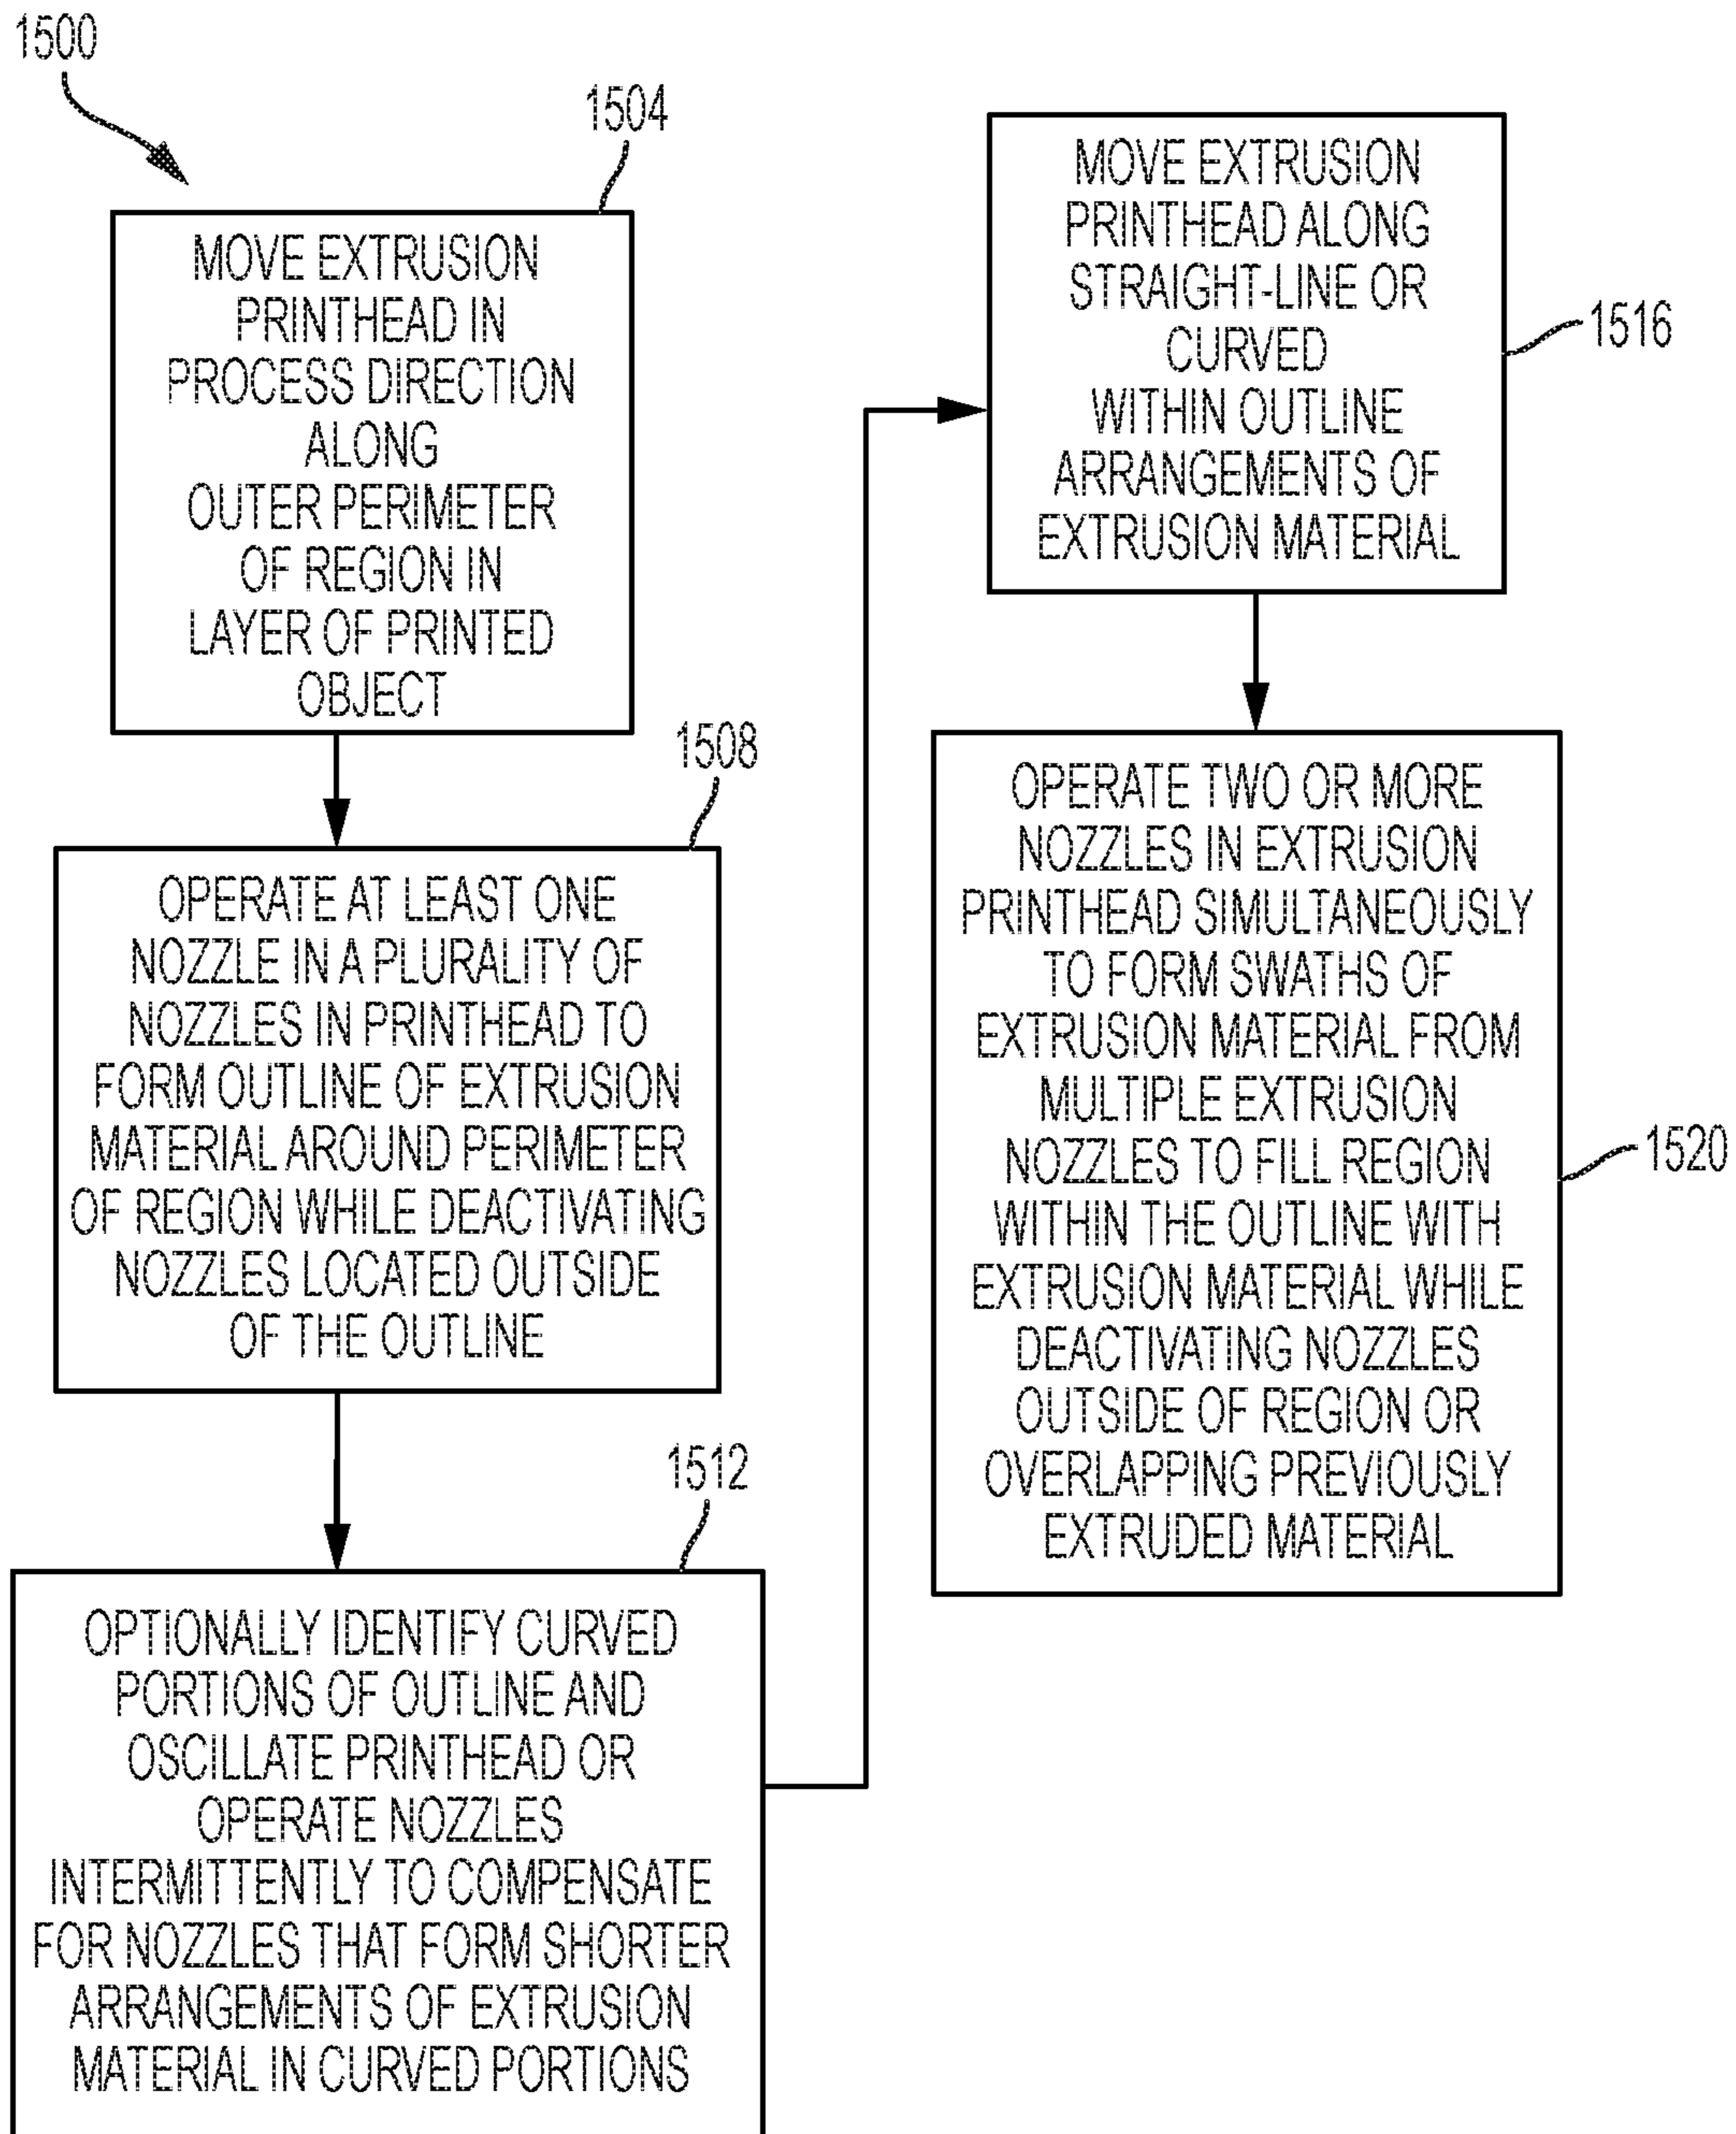 1500
1504
MOVE EXTRUSION
PRINTHEAD IN
PROCESS DIRECTION
ALONG
OUTER PERIMETER
OF REGION IN
LAYER OF PRINTED
OBJECT
1508
OPERATE AT LEAST ONE
NOZZLE IN A PLURALITY OF
NOZZLES IN PRINTHEAD TO
FORM OUTLINE OF EXTRUSION
MATERIAL AROUND PERIMETER
OF REGION WHILE DEACTIVATING
NOZZLES LOCATED OUTSIDE
OF THE OUTLINE
1512
OPTIONALLY IDENTIFY CURVED
PORTIONS OF OUTLINE AND
OSCILLATE PRINTHEAD OR
OPERATE NOZZLES
INTERMITTENTLY TO COMPENSATE
FOR NOZZLES THAT FORM SHORTER
ARRANGEMENTS OF EXTRUSION
MATERIAL IN CURVED PORTIONS
MOVE EXTRUSION
PRINTHEAD ALONG
STRAIGHT-LINE OR
CURVED
WITHIN OUTLINE
ARRANGEMENTS OF
EXTRUSION MATERIAL
1516
OPERATE TWO OR MORE
NOZZLES IN EXTRUSION
PRINTHEAD SIMULTANEOUSLY
TO FORM SWATHS OF
EXTRUSION MATERIAL FROM
MULTIPLE EXTRUSION
NOZZLES TO FILL REGION
WITHIN THE OUTLINE WITH
EXTRUSION MATERIAL WHILE
DEACTIVATING NOZZLES
OUTSIDE OF REGION OR
OVERLAPPING PREVIOUSLY
EXTRUDED MATERIAL
1520